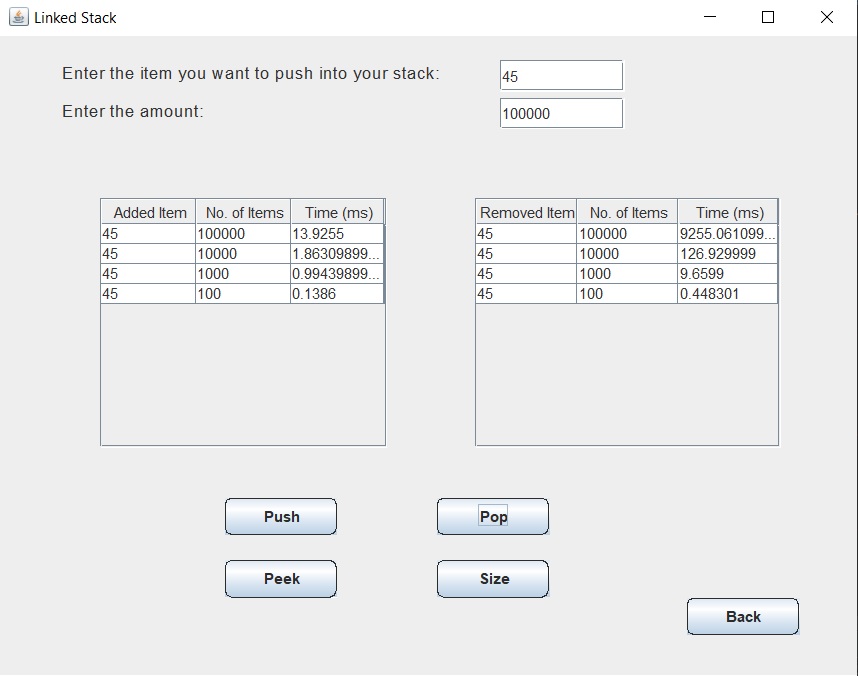 Linked Stack
Enter the item you want to push into your stack: 45
Enter the amount: 100000
Added Item No. of Items Time (ms)
45 100000 13.9255
45 10000 1.86309899...
45 1000 0.99439899...
45 100 0.1386
Removed Item No. of Items Time (ms)
45 100000 9255.061099...
45 10000 126.929999
45 1000 9.6599
45 100 0.448301
Push Pop
Peek Size
Back